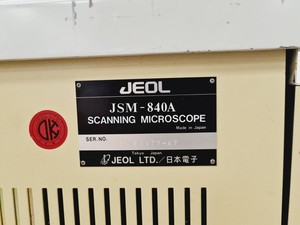 JEOL
JSM-840A
SCANNING MICROSCOPE
Made in Japan
SER.NO.
Tokyo Japan
JEOL LTD./日本電子